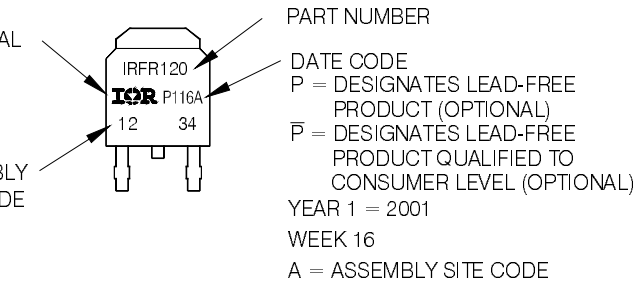 PART NUMBER
AL
IRFR120
DATE CODE
P = DESIGNATES LEAD-FREE
PRODUCT (OPTIONAL)
IOR P116A
P̅ = DESIGNATES LEAD-FREE
12 34
PRODUCT QUALIFIED TO
CONSUMER LEVEL (OPTIONAL)
BLY
DE
YEAR 1 = 2001
WEEK 16
A = ASSEMBLY SITE CODE